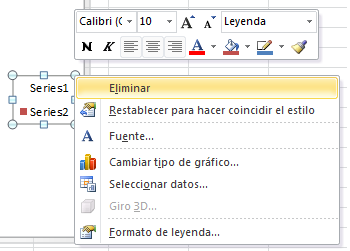 Calibri (C 10 A A Leyenda
N K A
Series1
Series2
Eliminar
Restablecer para hacer coincidir el estilo
A Fuente...
Cambiar tipo de gráfico...
Seleccionar datos...
Giro 3D...
Formato de leyenda...